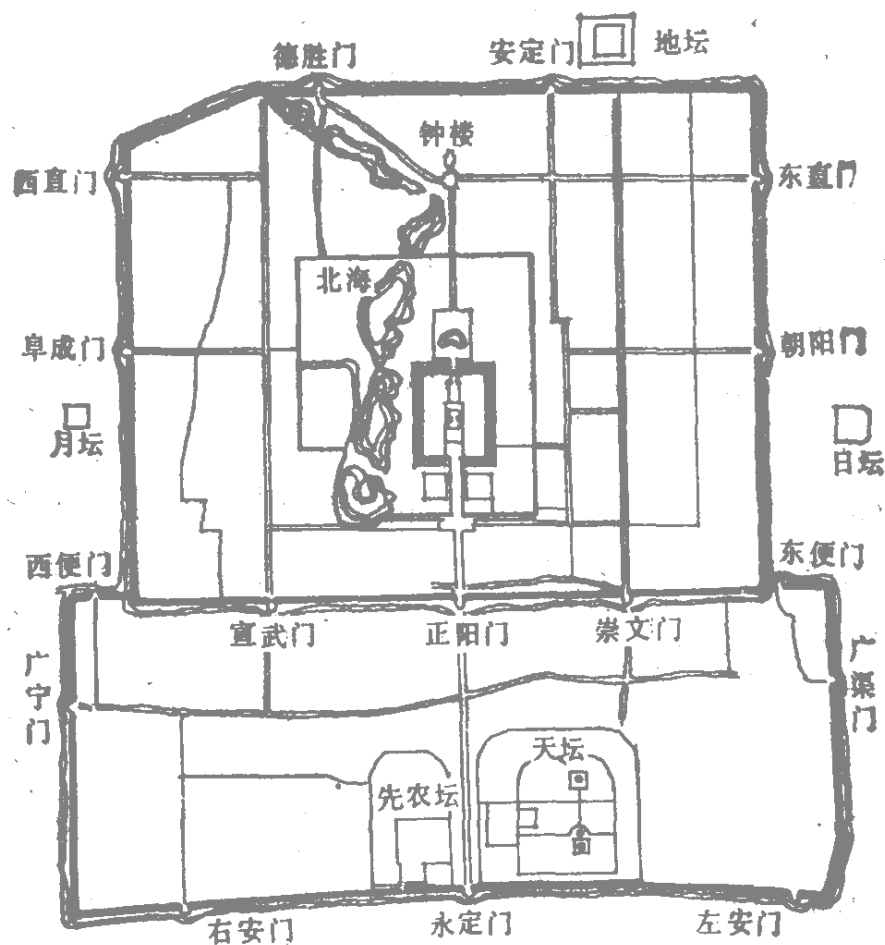 德胜门
安定门
地坛
钟楼
西直门
东直门
北海
阜成门
朝阳门
月坛
日坛
西便门
东便门
宣武门
正阳门
崇文门
广宁门
广渠门
天坛
先农坛
右安门
永定门
左安门